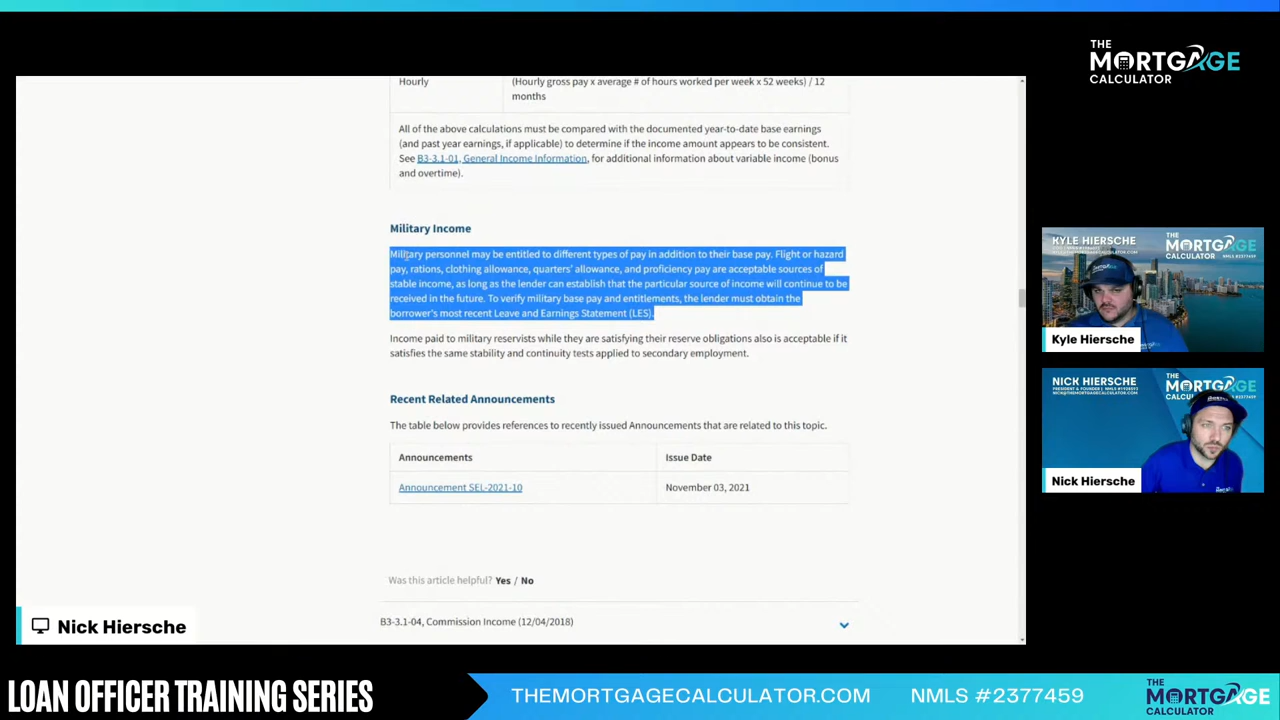 THE
MORTGAGE
CALCULATOR
Hourly
(Hourly gross pay x average # of hours worked per week x 52 weeks) / 12
months
All of the above calculations must be compared with the documented year-to-date base earnings
(and past year earnings, if applicable) to determine if the income amount appears to be consistent.
See B3-3.1-01, General Income Information, for additional information about variable income (bonus
and overtime).
Military Income
Military personnel may be entitled to different types of pay in addition to their base pay. Flight or hazard
pay, rations, clothing allowance, quarters' allowance, and proficiency pay are acceptable sources of
stable income, as long as the lender can establish that the particular source of income will continue to be
received in the future. To verify military base pay and entitlements, the lender must obtain the
borrower's most recent Leave and Earnings Statement (LES).
Income paid to military reservists while they are satisfying their reserve obligations also is acceptable if it
satisfies the same stability and continuity tests applied to secondary employment.
Recent Related Announcements
The table below provides references to recently issued Announcements that are related to this topic.
Announcements
Issue Date
Announcement SEL-2021-10
November 03, 2021
Was this article helpful? Yes / No
B3-3.1-04, Commission Income (12/04/2018)
Nick Hiersche
KYLE HIERSCHE
THE
MORTGAGE
CALCULATOR
Kyle Hiersche
NICK HIERSCHE
THE
MORTGAGE
Nick Hiersche
LOAN OFFICER TRAINING SERIES
THEMORTGAGECALCULATOR.COM
NMLS #2377459
THE
MORTGAGE
CALCULATOR